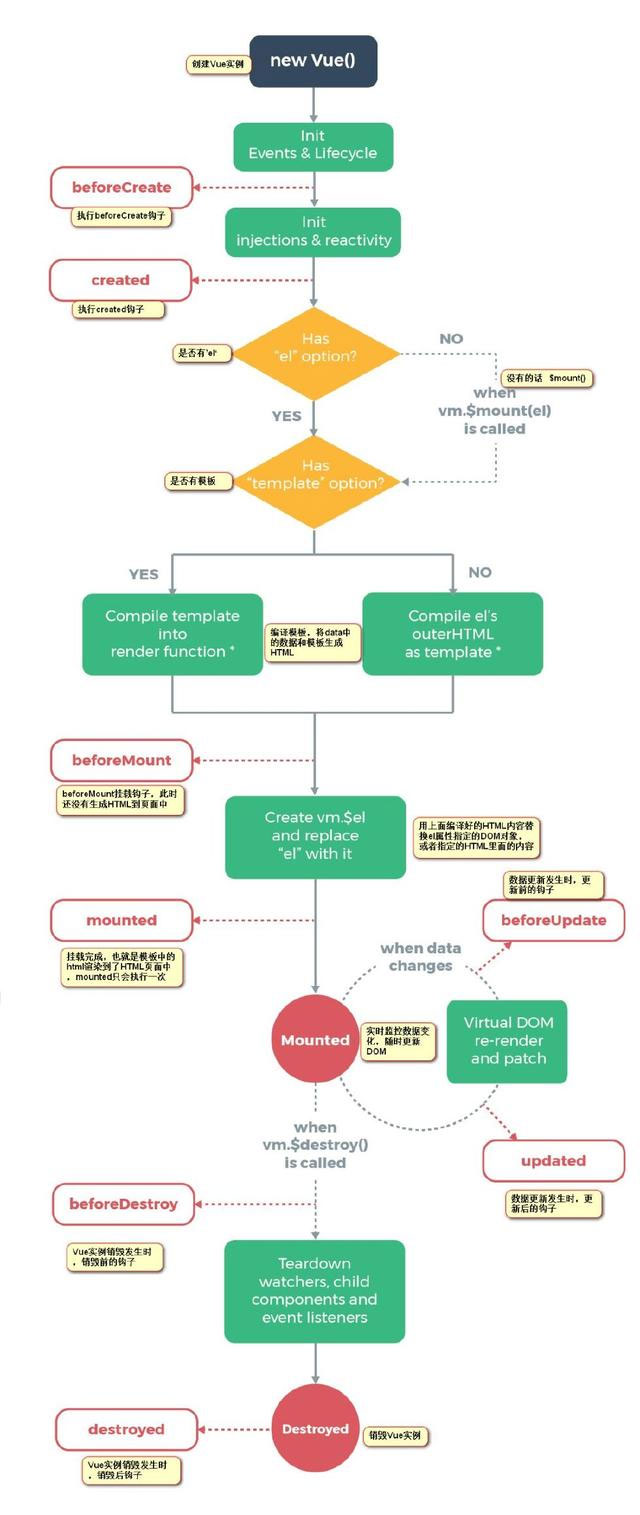 创建Vue实例
new Vue()
Init
Events & Lifecycle
beforeCreate
执行beforeCreate钩子
Init
injections & reactivity
created
执行created钩子
Has
"el" option?
是否有"el"
NO
没有的话 $mount()
when
vm.$mount(el)
is called
YES
Has
"template" option?
是否有模板
YES
NO
Compile template
into
render function *
编译模板，将data中
的数据和模板生成
HTML
Compile el's
outerHTML
as template *
beforeMount
beforeMount挂载钩子，此时
还没有生成HTML到页面中
Create vm.$el
and replace
"el" with it
用上面编译好的HTML内容替
换el属性指定的DOM对象，
或者指定的HTML里面的内容
数据更新发生时，更
新前的钩子
beforeUpdate
mounted
挂载完成，也就是模板中的
html渲染到了HTML页面中
，mounted只会执行一次
when data
changes
Mounted
实时监控数据变
化，随时更新
DOM
Virtual DOM
re-render
and patch
when
vm.$destroy()
is called
updated
数据更新发生时，更
新后的钩子
beforeDestroy
Vue实例销毁发生时
，销毁前的钩子
Teardown
watchers, child
components and
event listeners
destroyed
Vue实例销毁发生时
，销毁后钩子
Destroyed
销毁Vue实例